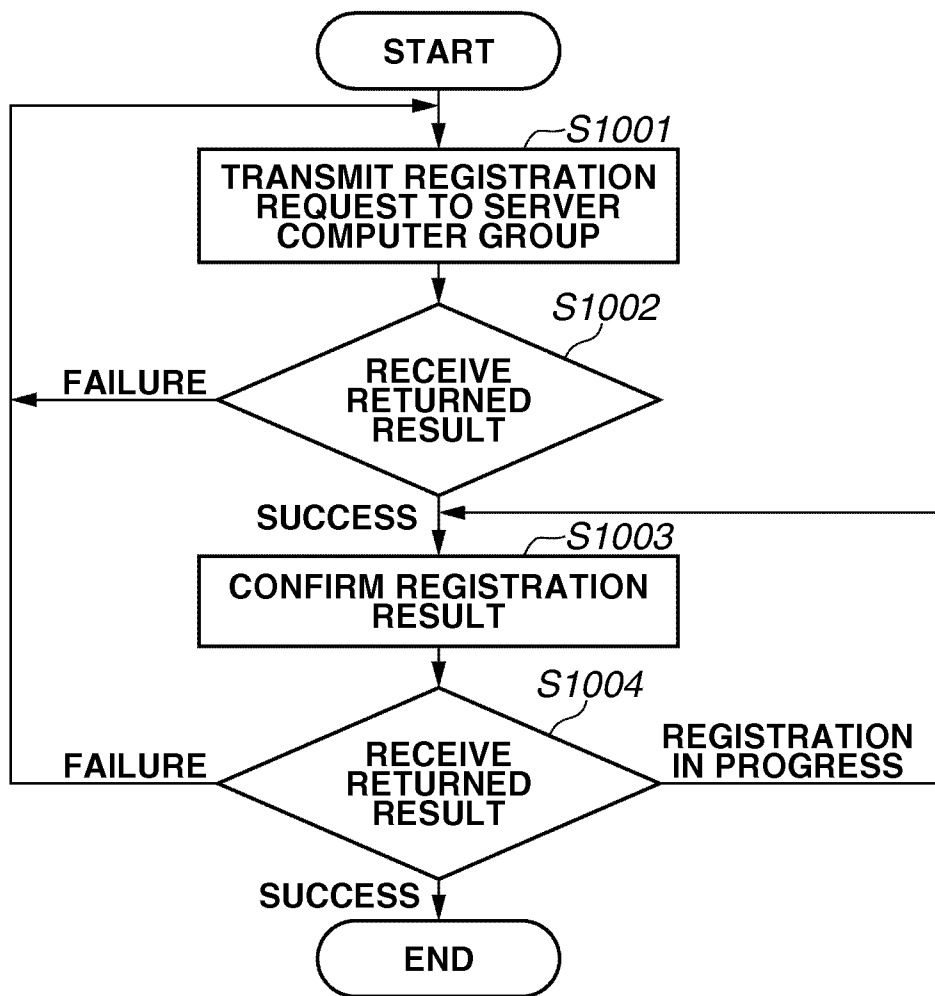 START
S1001
TRANSMIT REGISTRATION
REQUEST TO SERVER
COMPUTER GROUP
S1002
RECEIVE
RETURNED
RESULT
FAILURE
SUCCESS
S1003
CONFIRM REGISTRATION
RESULT
S1004
RECEIVE
RETURNED
RESULT
FAILURE
REGISTRATION
IN PROGRESS
SUCCESS
END